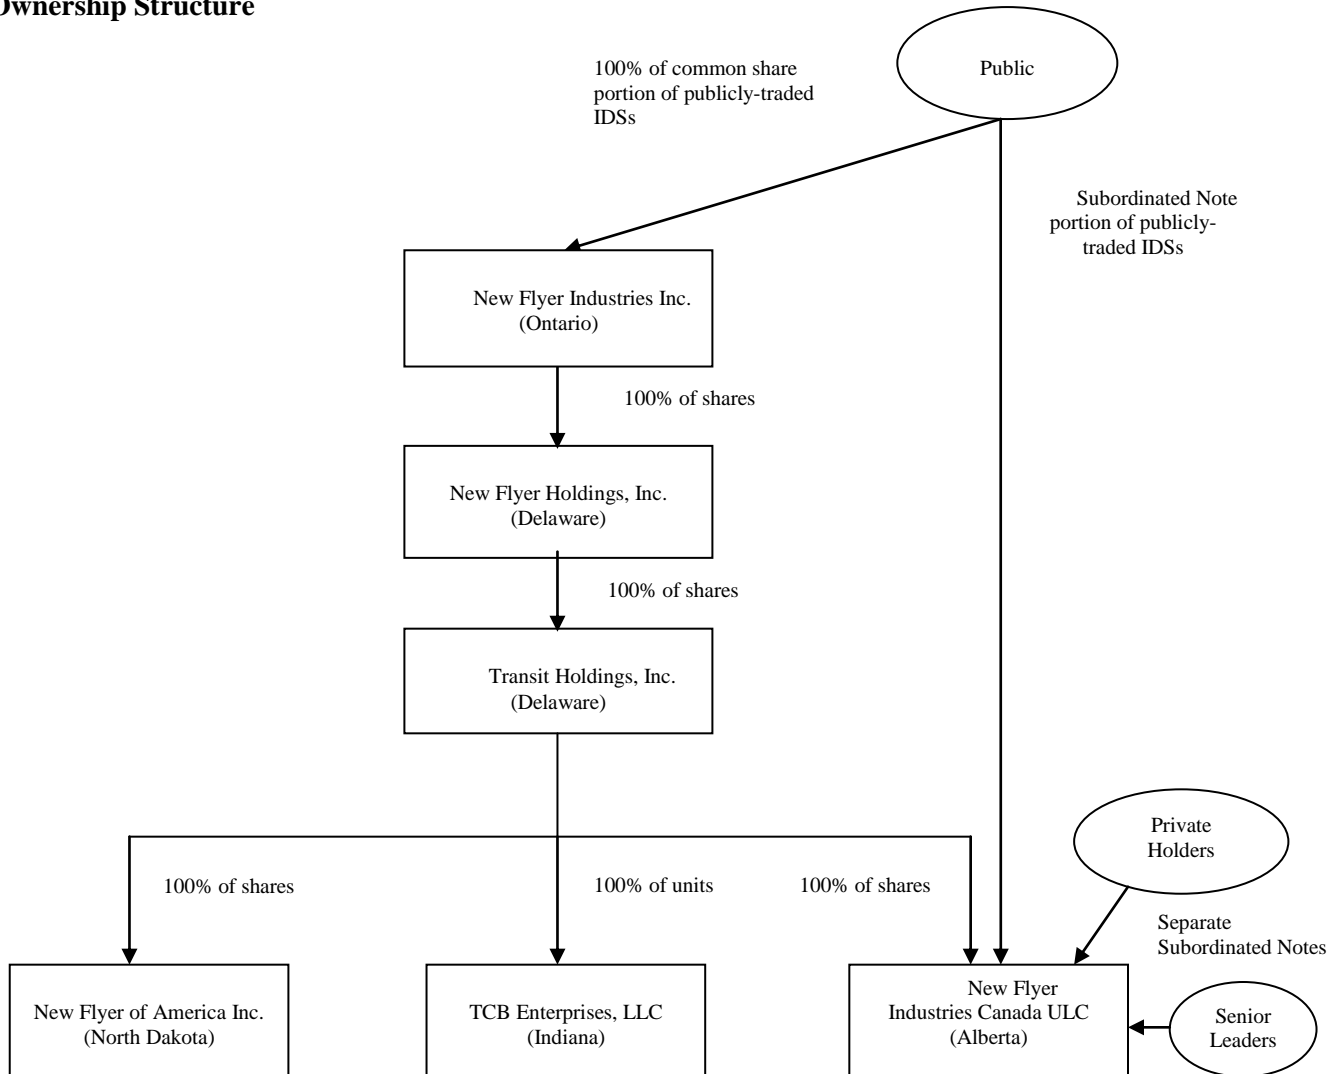 Ownership Structure
Public
100% of common share
portion of publicly-traded
IDSs
Subordinated Note
portion of publicly-
traded IDSs
New Flyer Industries Inc.
(Ontario)
100% of shares
New Flyer Holdings, Inc.
(Delaware)
100% of shares
Transit Holdings, Inc.
(Delaware)
Private
Holders
100% of shares
100% of units
100% of shares
Separate
Subordinated Notes
New Flyer of America Inc.
(North Dakota)
TCB Enterprises, LLC
(Indiana)
New Flyer
Industries Canada ULC
(Alberta)
Senior
Leaders